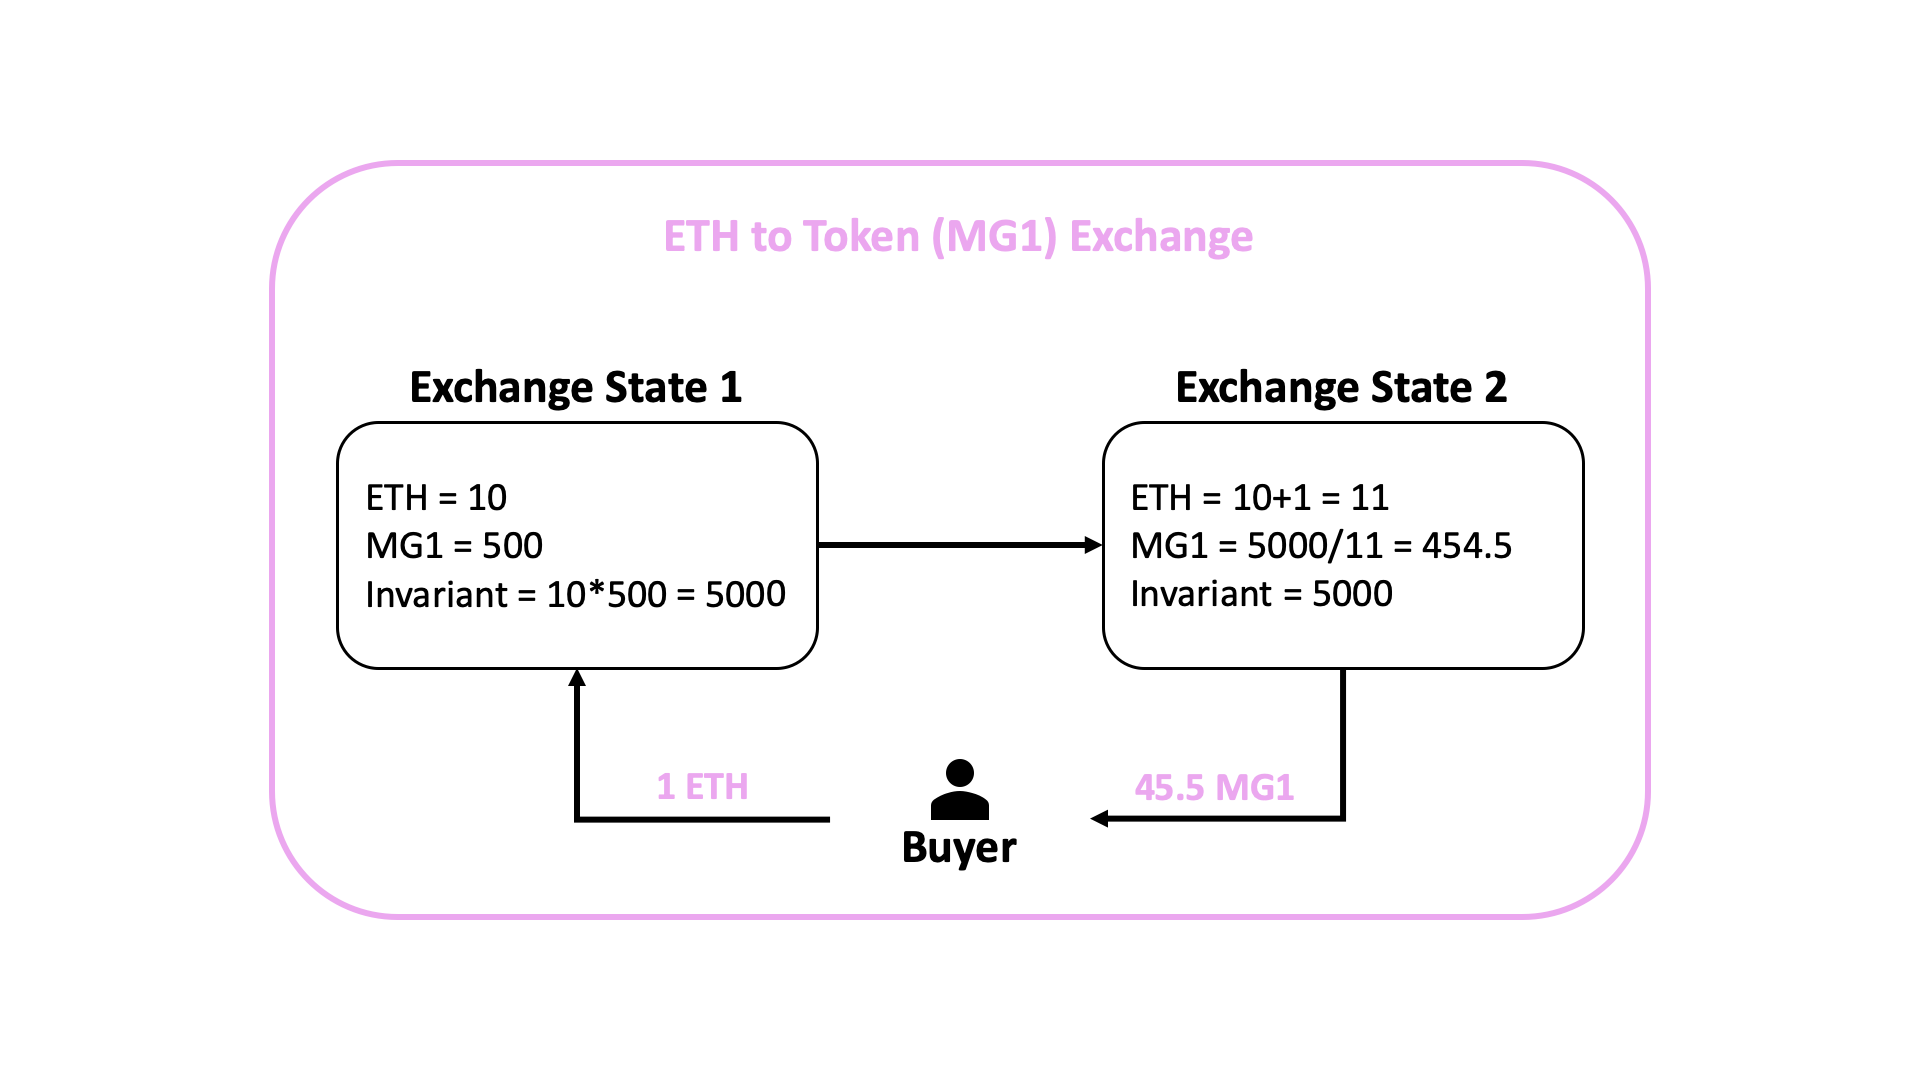 ETH to Token (MG1) Exchange
Exchange State 1
ETH = 10
MG1 = 500
Invariant = 10*500 = 5000
Exchange State 2
ETH = 10+1 = 11
MG1 = 5000/11 = 454.5
Invariant = 5000
1 ETH
45.5 MG1
Buyer